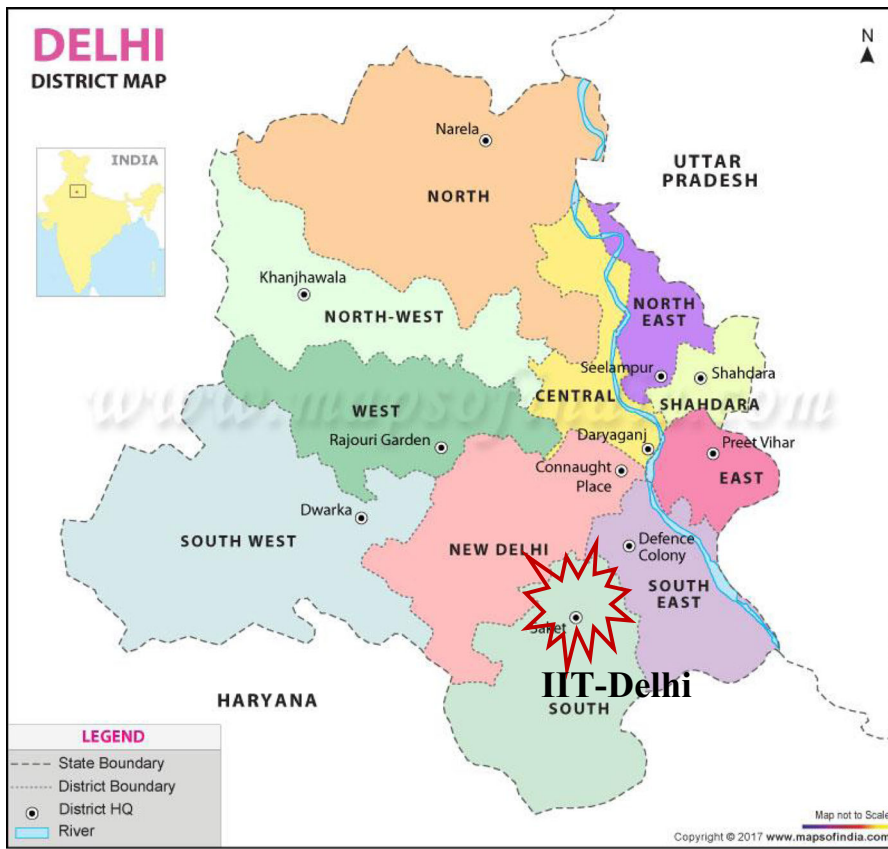 DELHI
DISTRICT MAP
N
INDIA
UTTAR
PRADESH
Narela
NORTH
Khanjhawala
NORTH-WEST
NORTH
EAST
Seelampur
Shahdara
CENTRAL
SHAHDARA
WEST
Rajouri Garden
Daryaganj
Preet Vihar
Connaught
Place
EAST
Dwarka
SOUTH WEST
NEW DELHI
Defence
Colony
SOUTH
EAST
Saket
IIT-Delhi
SOUTH
HARYANA
LEGEND
State Boundary
District Boundary
District HQ
River
Map not to Scale
Copyright © 2017 www.mapsofindia.com
www.mapsofindia.com